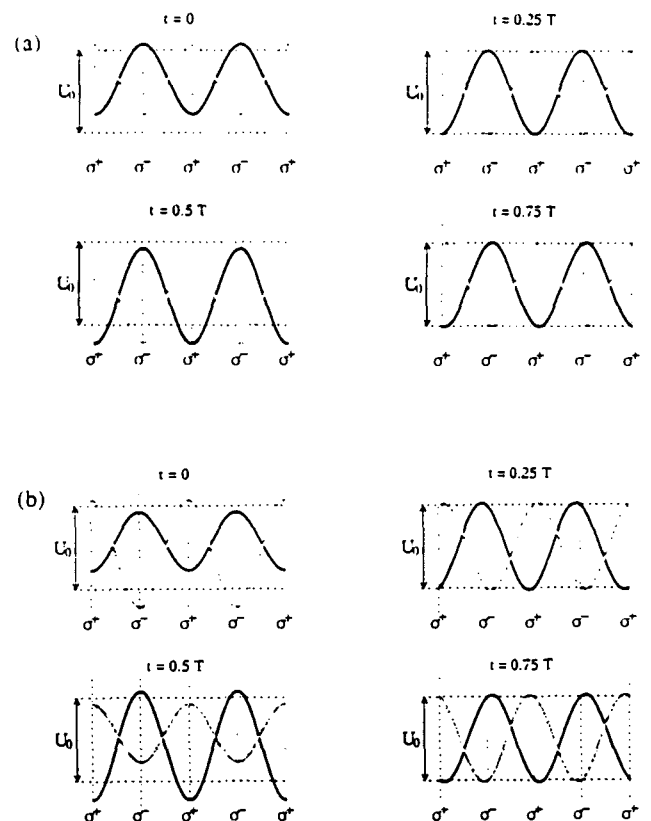 (a)
t = 0
t = 0.25 T
U₀
U₀
σ⁺ σ⁻ σ⁺ σ⁻ σ⁺
σ⁺ σ⁻ σ⁺ σ⁻ σ⁺
t = 0.5 T
t = 0.75 T
U₀
U₀
σ⁺ σ⁻ σ⁺ σ⁻ σ⁺
σ⁺ σ⁻ σ⁺ σ⁻ σ⁺
(b)
t = 0
t = 0.25 T
U₀
U₀
σ⁺ σ⁻ σ⁺ σ⁻ σ⁺
σ⁺ σ⁻ σ⁺ σ⁻ σ⁺
t = 0.5 T
t = 0.75 T
U₀
U₀
σ⁺ σ⁻ σ⁺ σ⁻ σ⁺
σ⁺ σ⁻ σ⁺ σ⁻ σ⁺